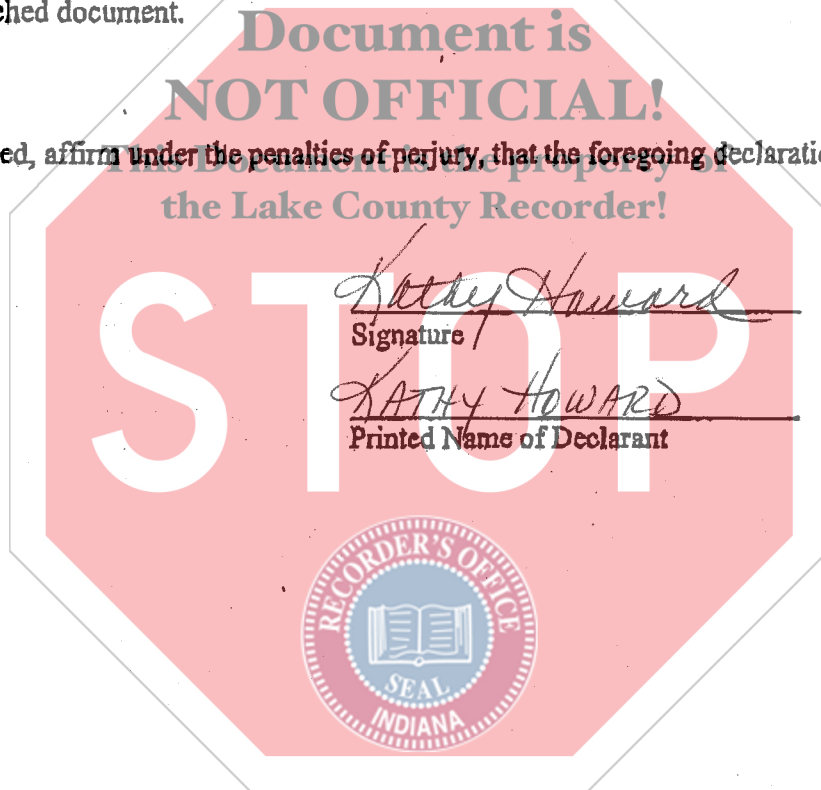 ched document.
Document is
NOT OFFICIAL!
ed, affirm under the penalties of perjury, that the foregoing declaratio
This Document is the property of
the Lake County Recorder!
STOP
Kathy Howard
Signature
KATHY HOWARD
Printed Name of Declarant
RECORDER'S OFFICE
SEAL
INDIANA